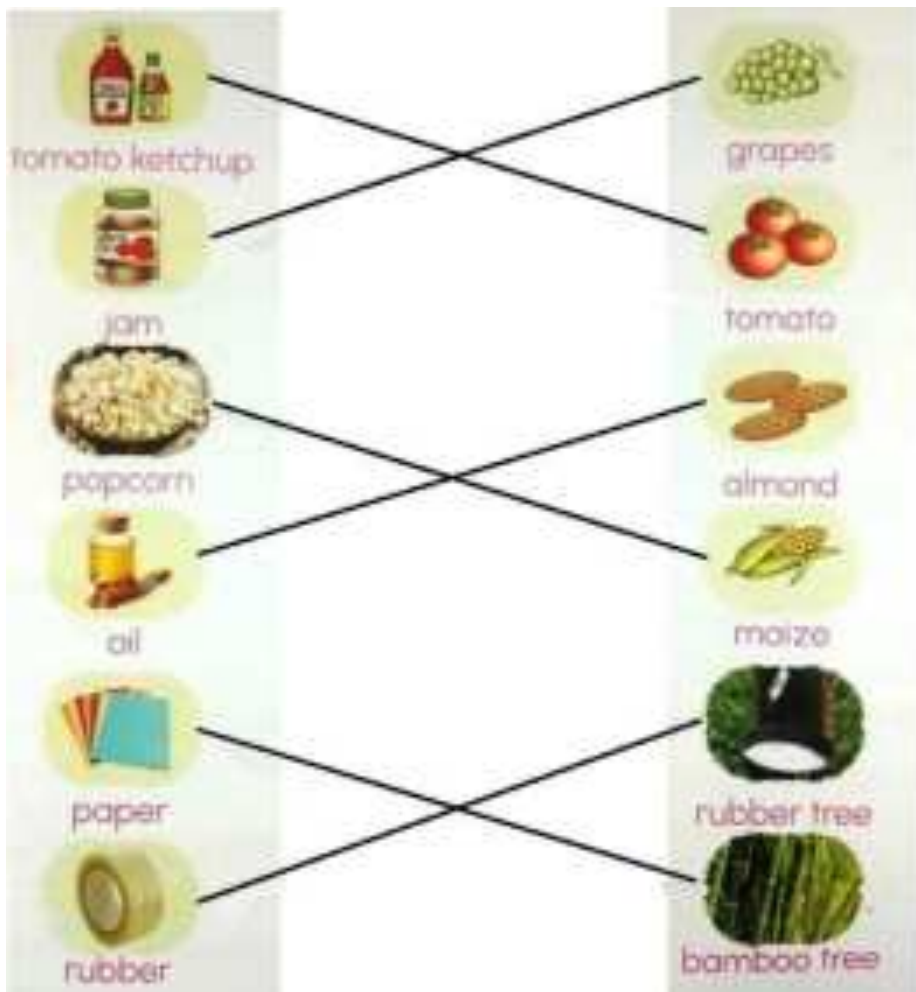 tomato ketchup
grapes
jam
tomato
popcorn
almond
oil
maize
paper
rubber tree
rubber
bamboo tree